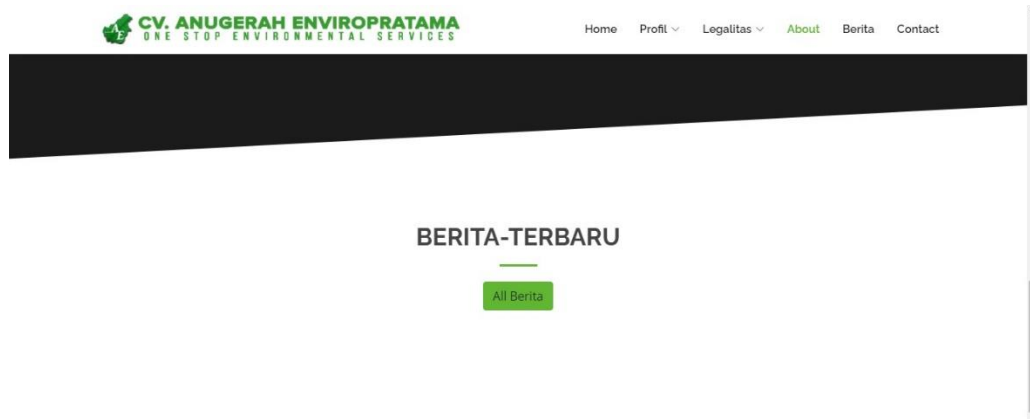 CV. ANUGERAH ENVIROPRATAMA
ONE STOP ENVIRONMENTAL SERVICES
Home Profil Legalitas About Berita Contact
BERITA-TERBARU
All Berita